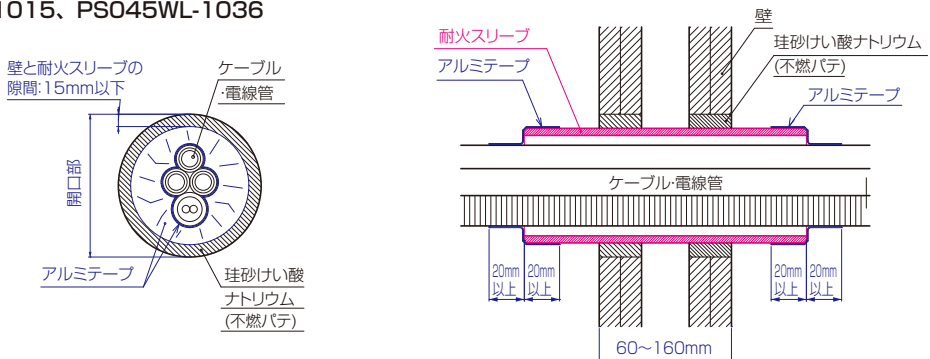 1015、PS045WL-1036
壁と耐火スリーブの
隙間:15mm以下
ケーブル
・電線管
開口部
アルミテープ
珪砂けい酸
ナトリウム
(不燃パテ)
耐火スリーブ
アルミテープ
壁
珪砂けい酸ナトリウム
(不燃パテ)
アルミテープ
ケーブル・電線管
20mm
以上
20mm
以上
20mm
以上
20mm
以上
60〜160mm